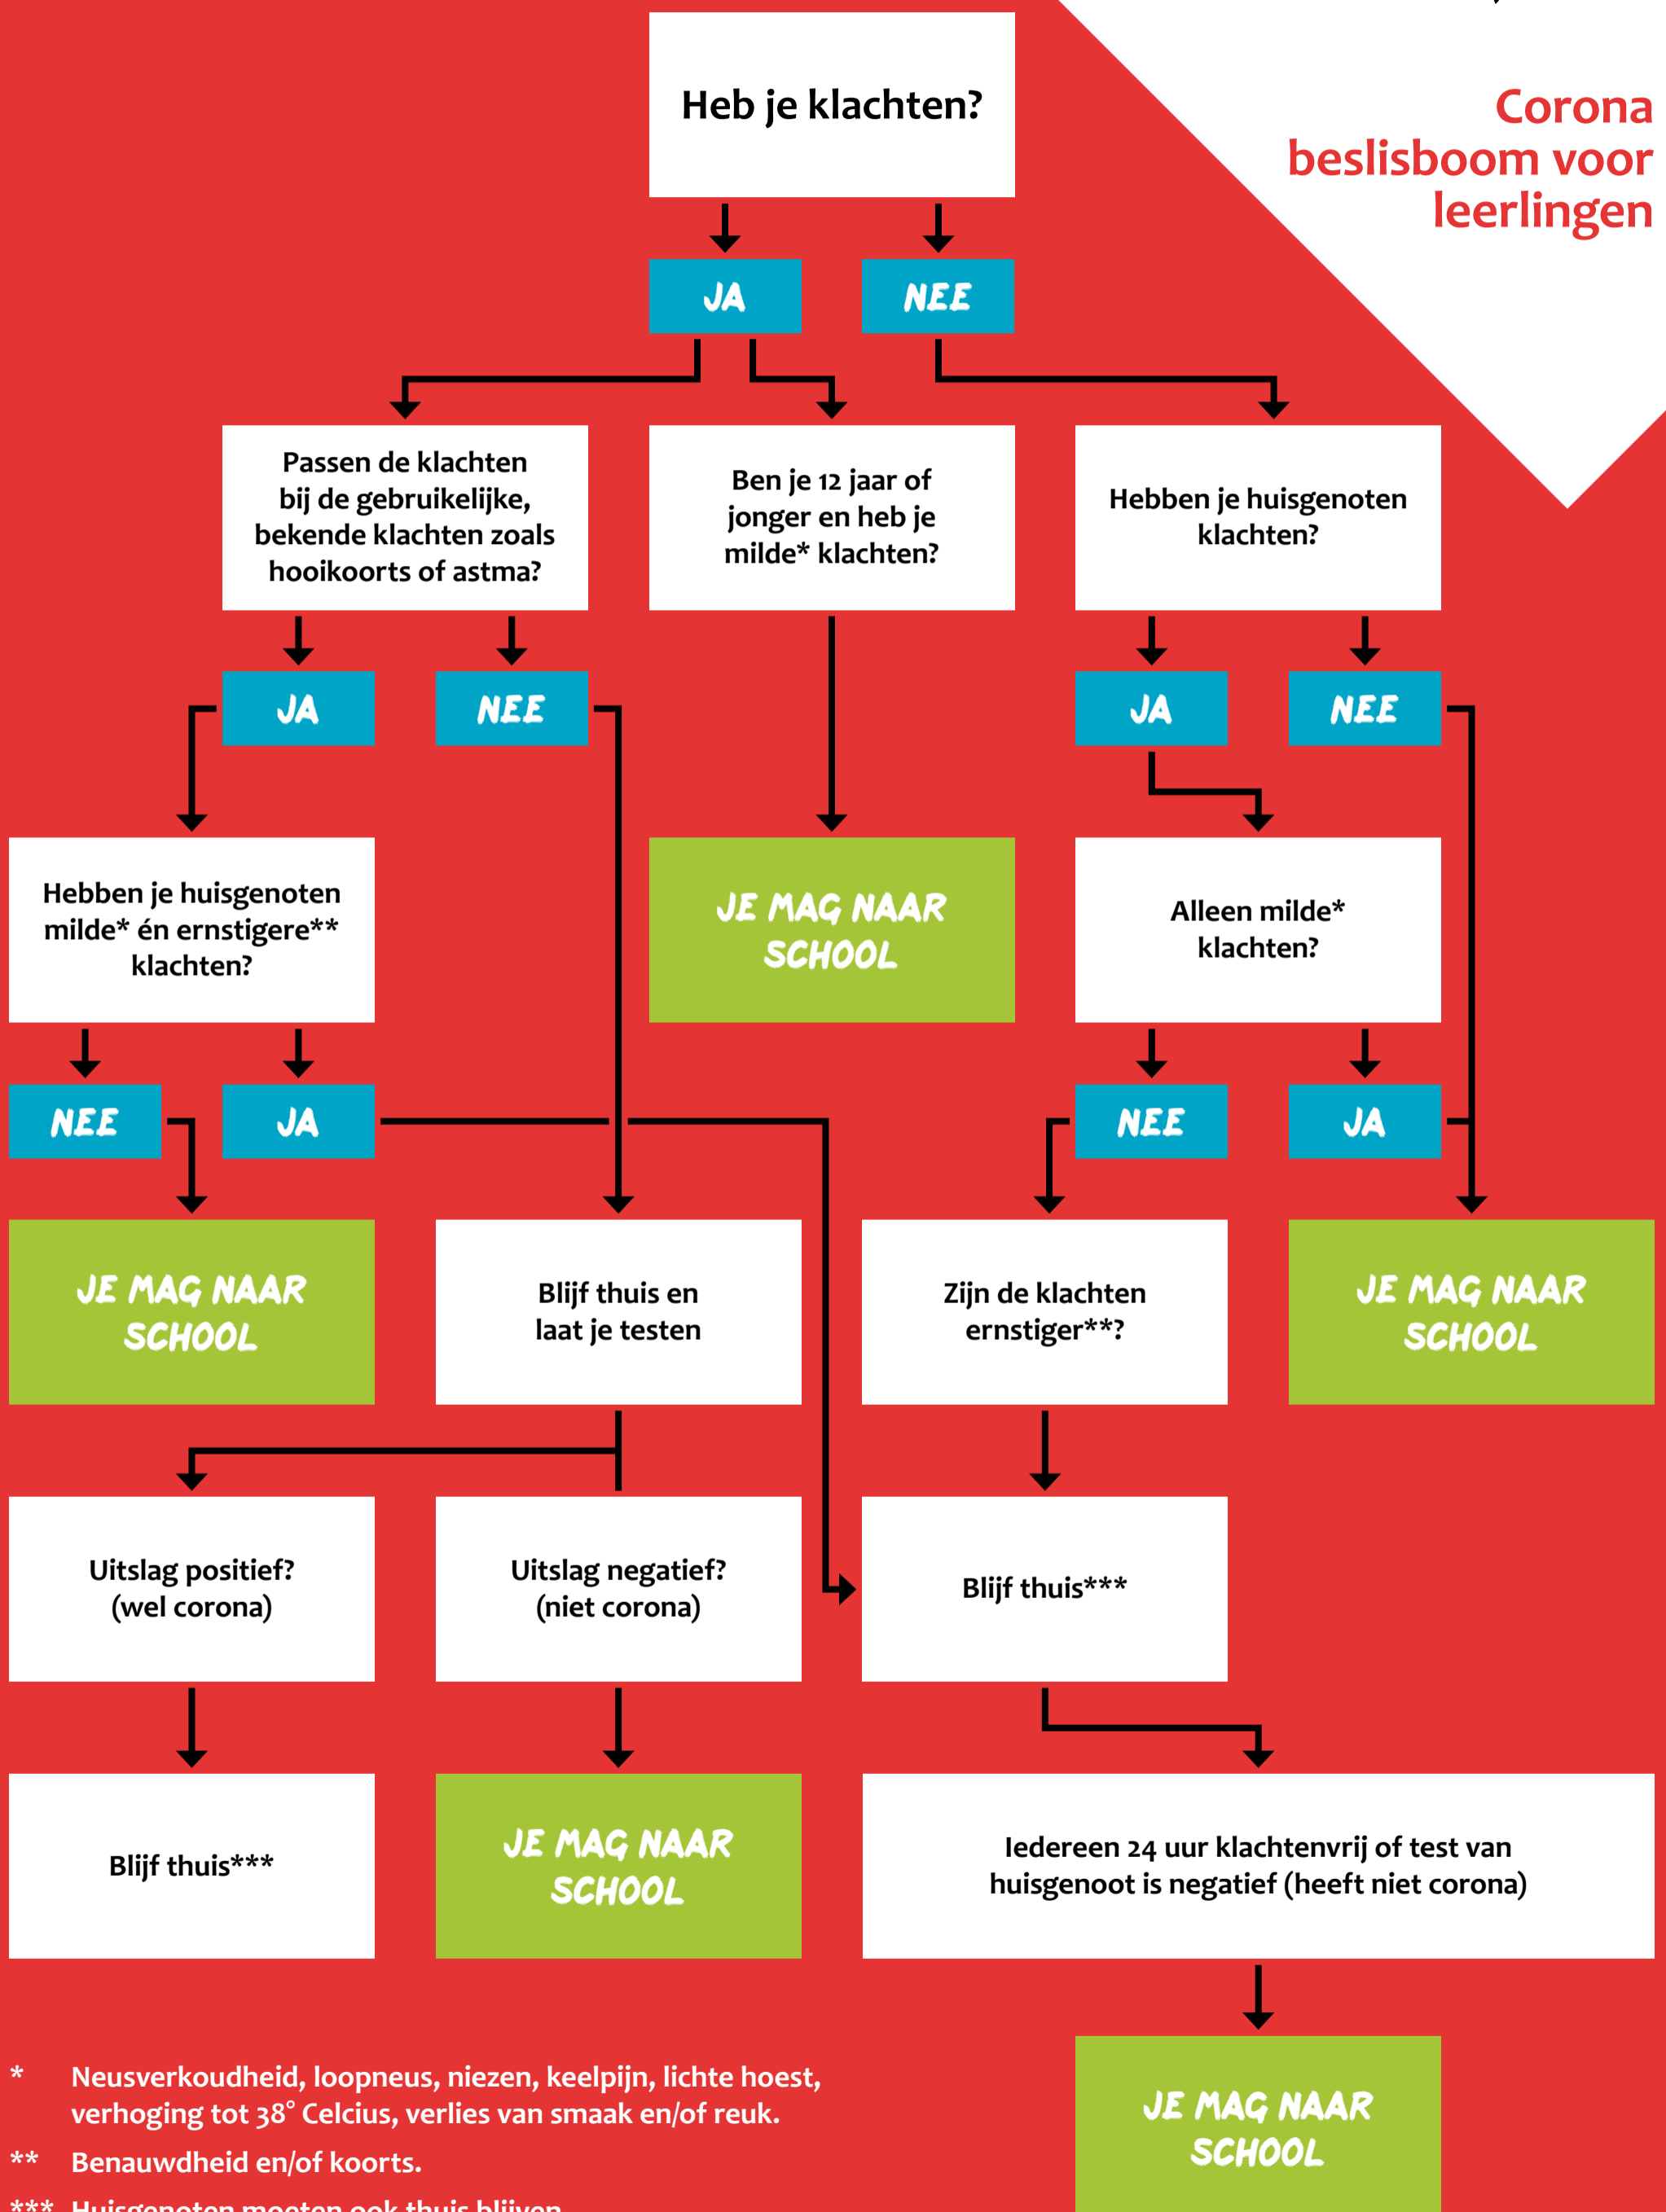 Corona
beslisboom voor
leerlingen
Heb je klachten?
JA
NEE
Passen de klachten
bij de gebruikelijke,
bekende klachten zoals
hooikoorts of astma?
Ben je 12 jaar of
jonger en heb je
milde* klachten?
Hebben je huisgenoten
klachten?
JA
NEE
JA
NEE
Hebben je huisgenoten
milde* én ernstigere**
klachten?
JE MAG NAAR
SCHOOL
Alleen milde*
klachten?
NEE
JA
NEE
JA
JE MAG NAAR
SCHOOL
Blijf thuis en
laat je testen
Zijn de klachten
ernstiger**?
JE MAG NAAR
SCHOOL
Uitslag positief?
(wel corona)
Uitslag negatief?
(niet corona)
Blijf thuis***
Blijf thuis***
JE MAG NAAR
SCHOOL
Iedereen 24 uur klachtenvrij of test van
huisgenoot is negatief (heeft niet corona)
JE MAG NAAR
SCHOOL
* Neusverkoudheid, loopneus, niezen, keelpijn, lichte hoest,
verhoging tot 38° Celcius, verlies van smaak en/of reuk.
** Benauwdheid en/of koorts.
*** Huisgenoten moeten ook thuis blijven